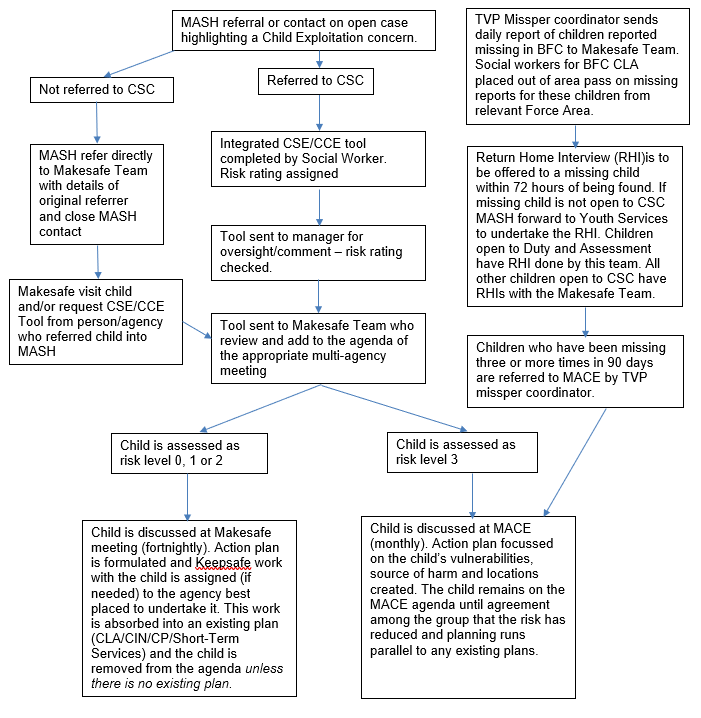 MASH referral or contact on open case
highlighting a Child Exploitation concern.
Not referred to CSC
Referred to CSC
MASH refer directly
to Makesafe Team
with details of
original referrer
and close MASH
contact
Integrated CSE/CCE tool
completed by Social Worker.
Risk rating assigned
Tool sent to manager for
oversight/comment – risk rating
checked.
Makesafe visit child
and/or request CSE/CCE
Tool from person/agency
who referred child into
MASH
Tool sent to Makesafe Team who
review and add to the agenda of
the appropriate multi-agency
meeting
Child is assessed as
risk level 0, 1 or 2
Child is assessed as
risk level 3
Child is discussed at Makesafe
meeting (fortnightly). Action plan
is formulated and Keepsafe work
with the child is assigned (if
needed) to the agency best
placed to undertake it. This work
is absorbed into an existing plan
(CLA/CIN/CP/Short-Term
Services) and the child is
removed from the agenda unless
there is no existing plan.
Child is discussed at MACE
(monthly). Action plan focussed
on the child's vulnerabilities,
source of harm and locations
created. The child remains on the
MACE agenda until agreement
among the group that the risk has
reduced and planning runs
parallel to any existing plans.
TVP Missper coordinator sends
daily report of children reported
missing in BFC to Makesafe Team.
Social workers for BFC CLA
placed out of area pass on missing
reports for these children from
relevant Force Area.
Return Home Interview (RHI)is to
be offered to a missing child
within 72 hours of being found. If
missing child is not open to CSC
MASH forward to Youth Services
to undertake the RHI. Children
open to Duty and Assessment
have RHI done by this team. All
other children open to CSC have
RHIs with the Makesafe Team.
Children who have been missing
three or more times in 90 days
are referred to MACE by TVP
missper coordinator.